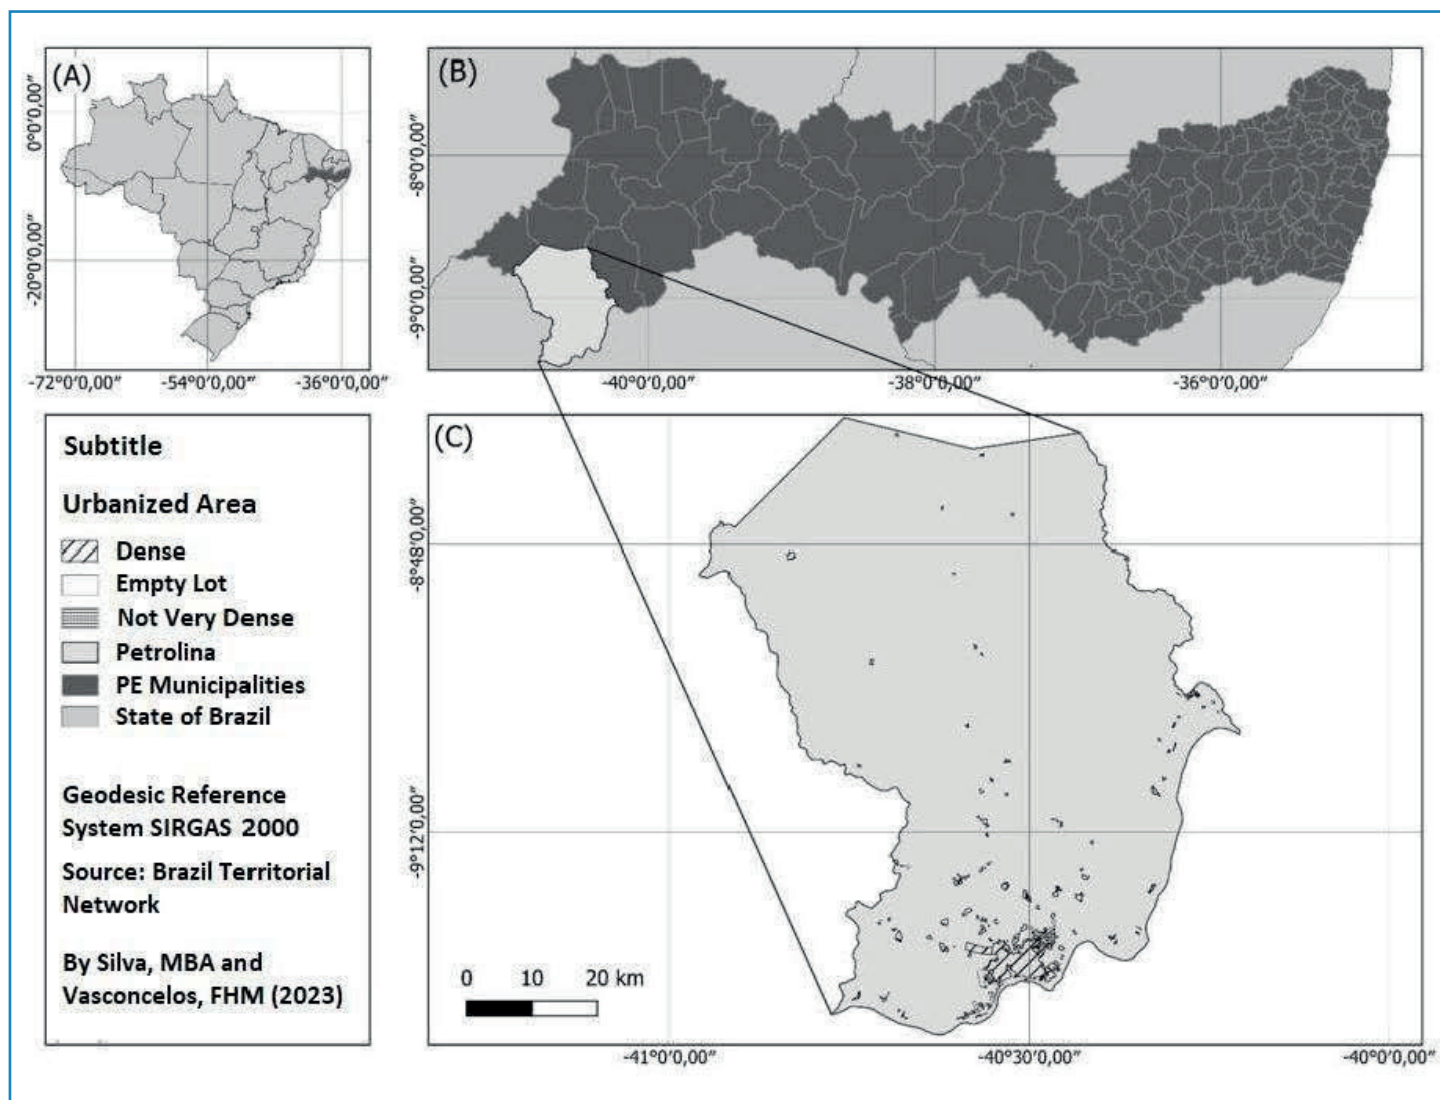 (A)
0°0'0,00"
-20°0'0,00"
-72°0'0,00"
-54°0'0,00"
-36°0'0,00"
(B)
-8°0'0,00"
-9°0'0,00"
-40°0'0,00"
-38°0'0,00"
-36°0'0,00"
Subtitle
Urbanized Area
Dense
Empty Lot
Not Very Dense
Petrolina
PE Municipalities
State of Brazil
Geodesic Reference
System SIRGAS 2000
Source: Brazil Territorial
Network
By Silva, MBA and
Vasconcelos, FHM (2023)
(C)
-8°48'0,00"
-9°12'0,00"
0 10 20 km
-41°0'0,00"
-40°30'0,00"
-40°0'0,00"